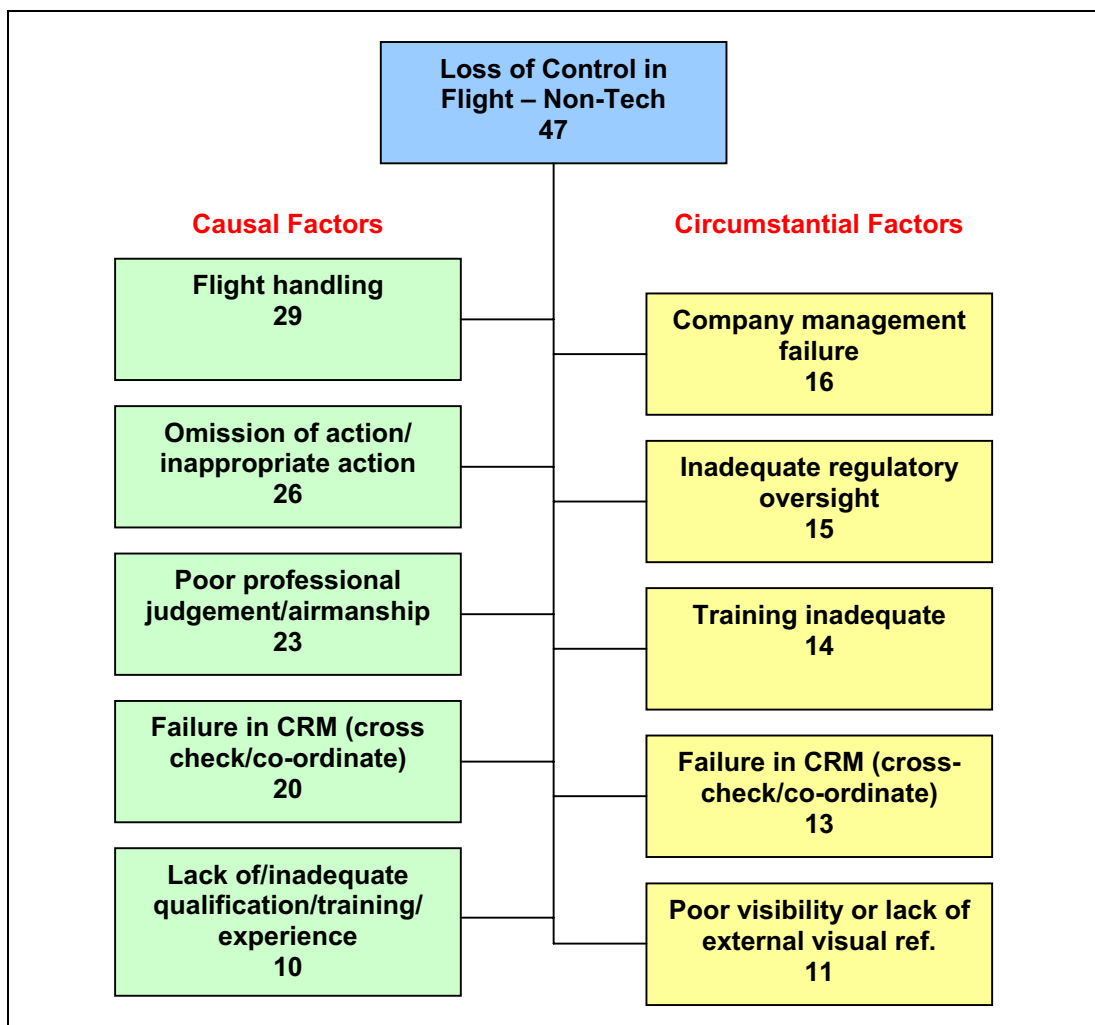 Loss of Control in
Flight – Non-Tech
47
Causal Factors
Flight handling
29
Omission of action/
inappropriate action
26
Poor professional
judgement/airmanship
23
Failure in CRM (cross
check/co-ordinate)
20
Lack of/inadequate
qualification/training/
experience
10
Circumstantial Factors
Company management
failure
16
Inadequate regulatory
oversight
15
Training inadequate
14
Failure in CRM (cross-
check/co-ordinate)
13
Poor visibility or lack of
external visual ref.
11